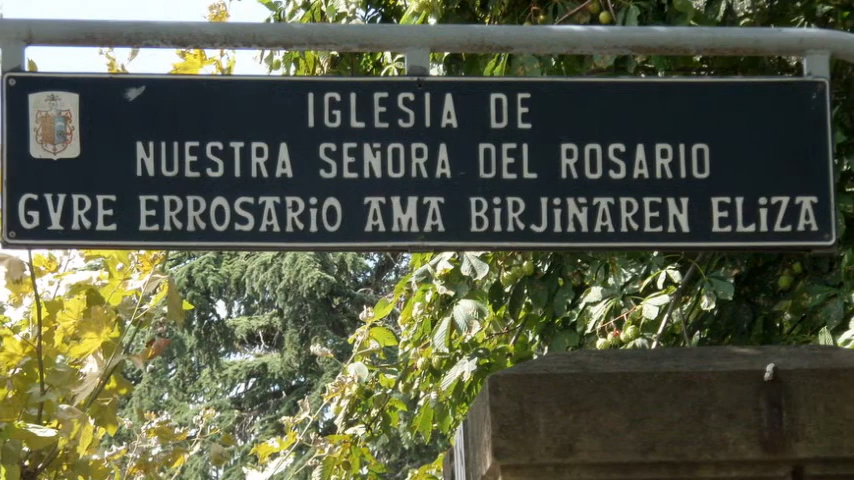 IGLESIA DE
NUESTRA SEÑORA DEL ROSARIO
GVRE ERROSARiO AMA BiRJiÑAREN ELiZA